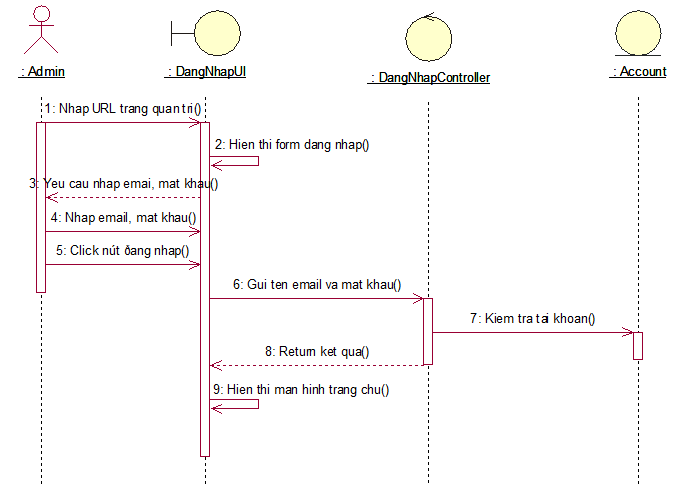 : Admin
: DangNhapUI
: DangNhapController
: Account
1: Nhap URL trang quan tri()
2: Hien thi form dang nhap()
3: Yeu cau nhap emai, mat khau()
4: Nhap email, mat khau()
5: Click nút ðang nhap()
6: Gui ten email va mat khau()
7: Kiem tra tai khoan()
8: Return ket qua()
9: Hien thi man hinh trang chu()